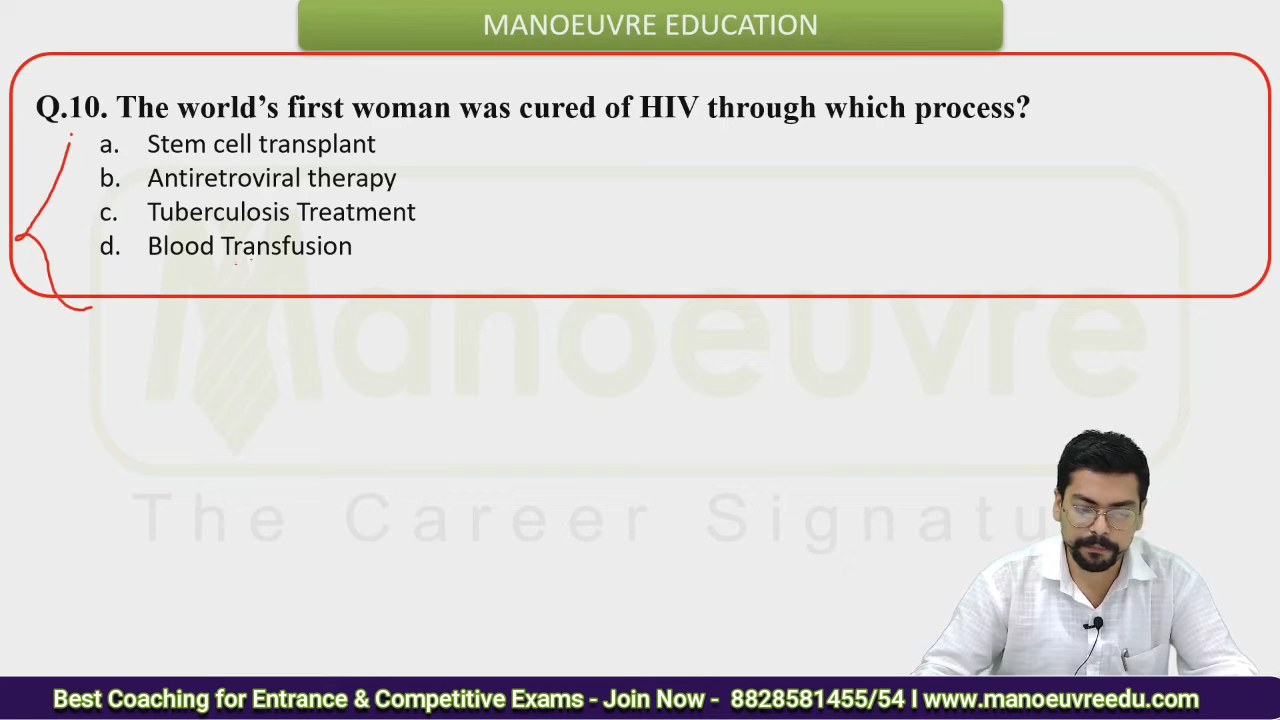 MANOEUVRE EDUCATION
Q.10. The world’s first woman was cured of HIV through which process?
a. Stem cell transplant
b. Antiretroviral therapy
c. Tuberculosis Treatment
d. Blood Transfusion
Manoeuvre
The Career Signatu
Best Coaching for Entrance & Competitive Exams - Join Now - 8828581455/54 I www.manoeuvreedu.com